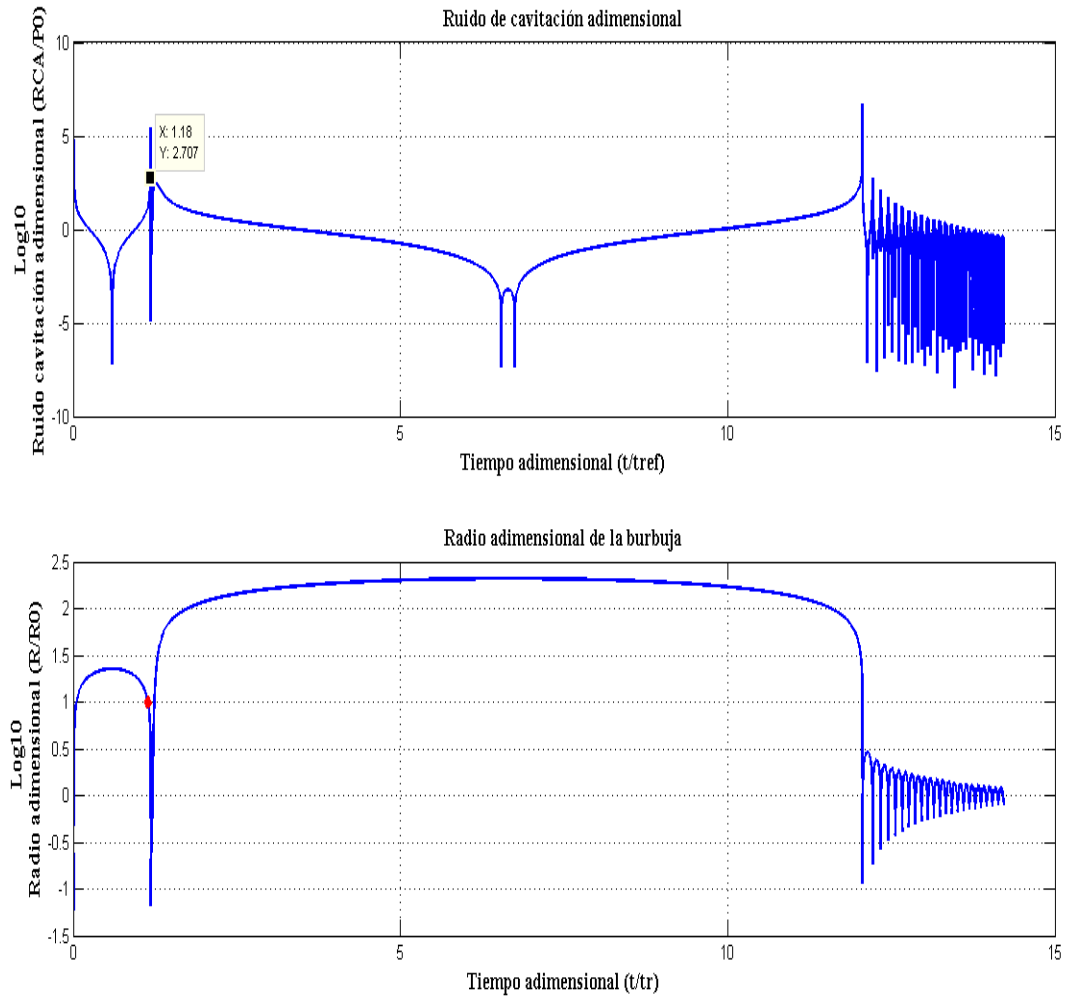 Ruido de cavitación adimensional
Log10
Ruido cavitación adimensional (RCA/P0)
10
5
0
-5
-10
X: 1.18
Y: 2.707
0
5
10
15
Tiempo adimensional (t/tref)
Radio adimensional de la burbuja
Log10
Radio adimensional (R/R0)
2.5
2
1.5
1
0.5
0
-0.5
-1
-1.5
0
5
10
15
Tiempo adimensional (t/tr)